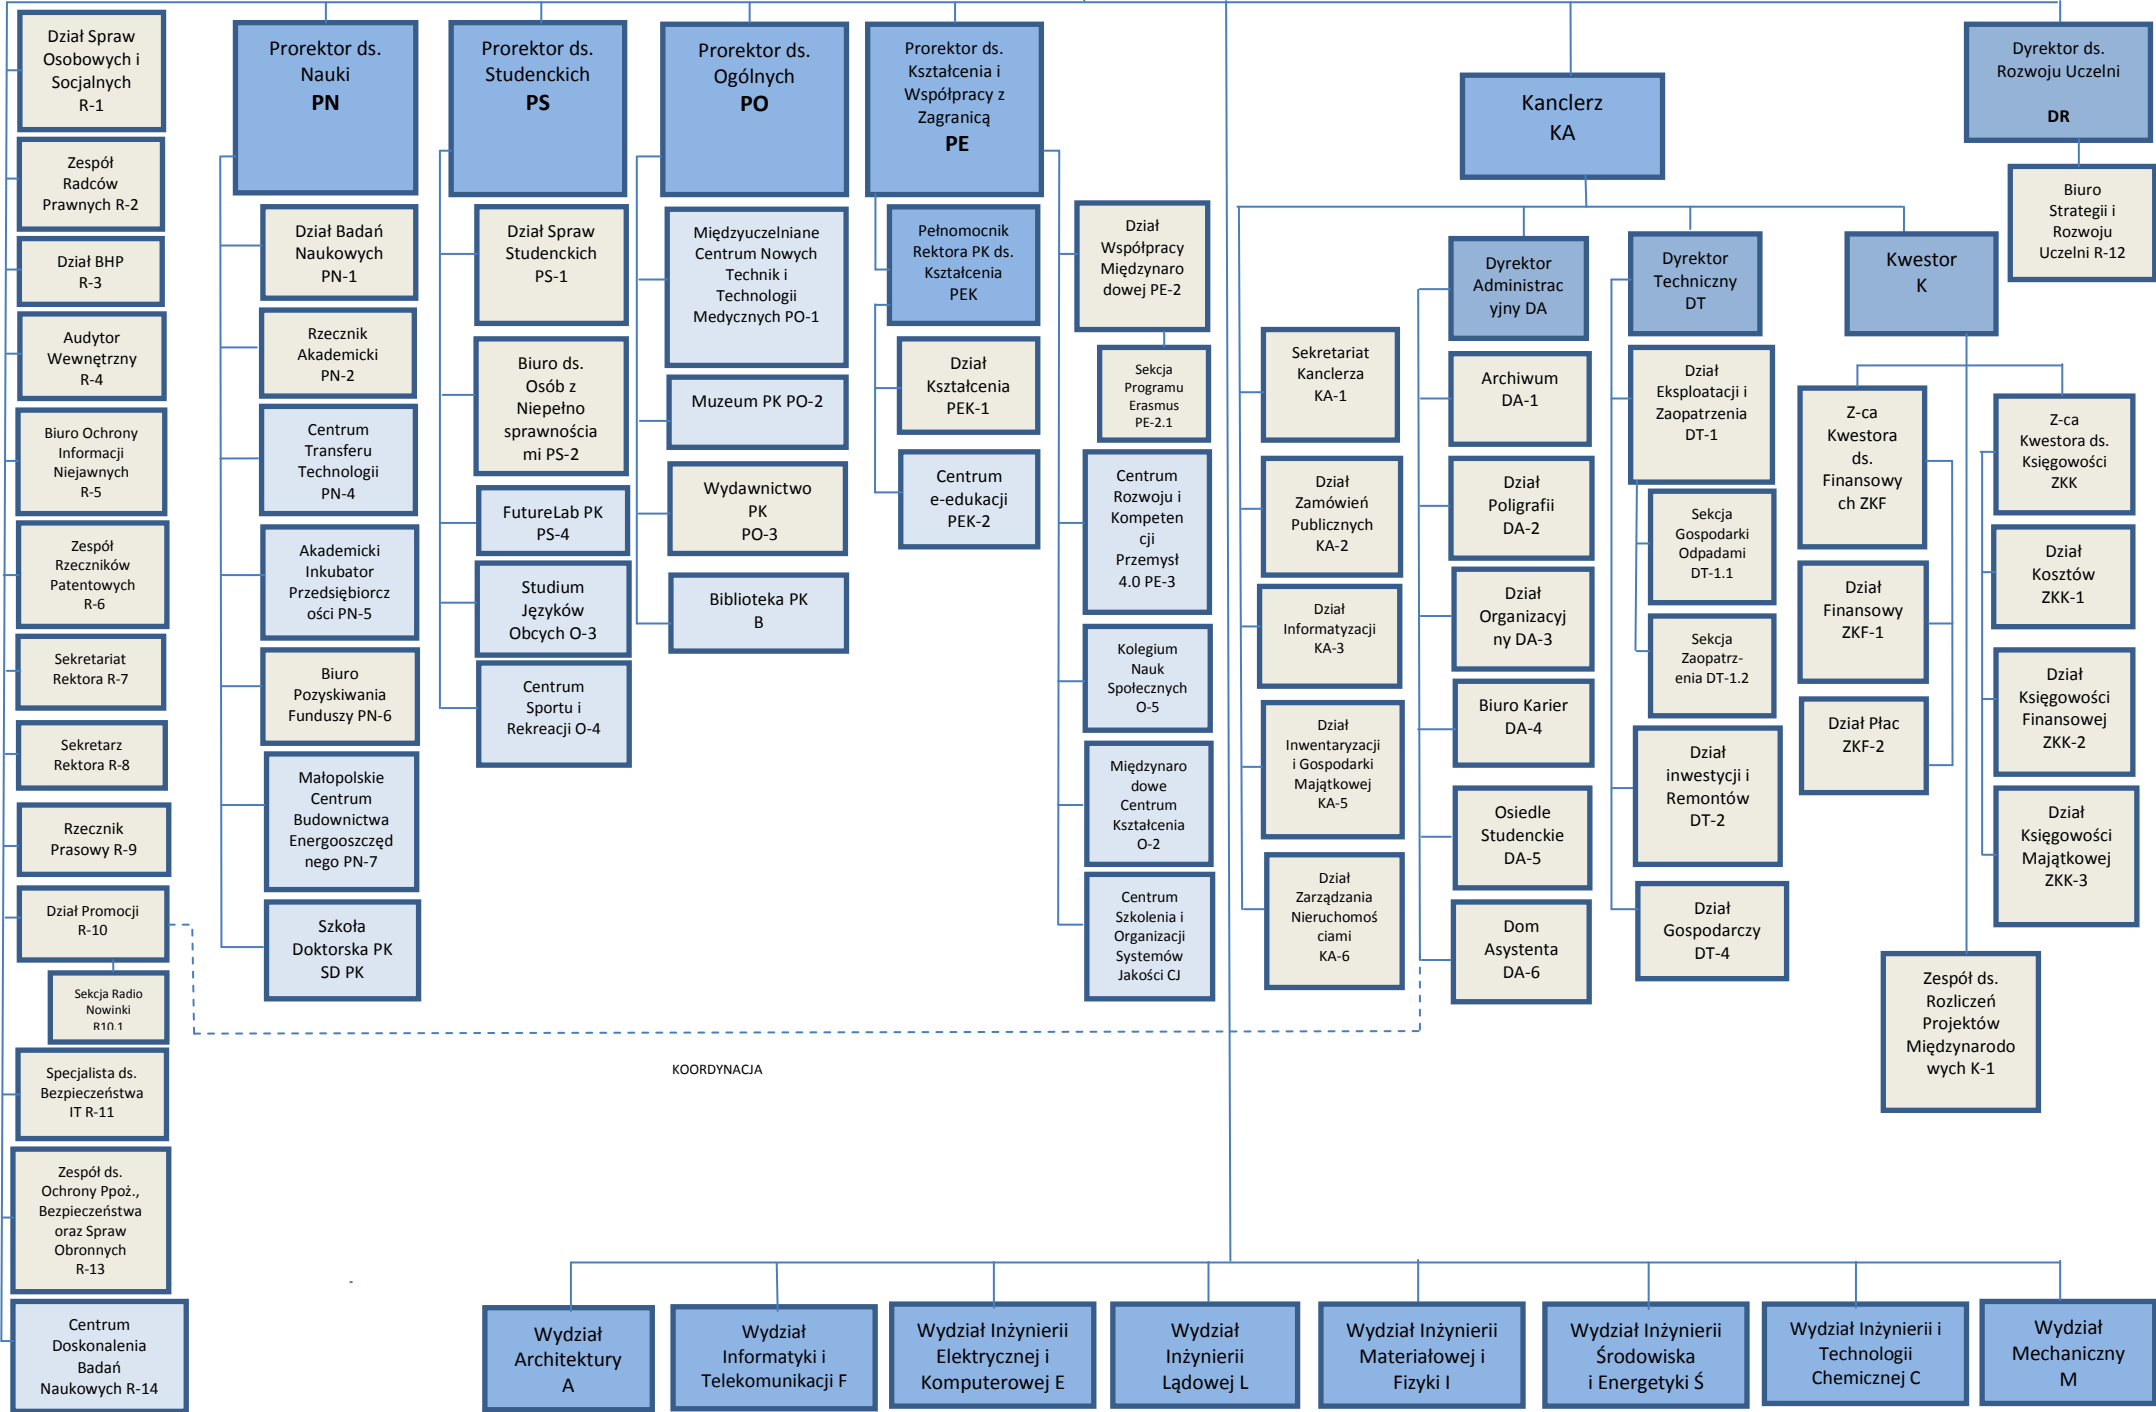 Dział Spraw
Osobowych i
Socjalnych
R-1
Zespół
Radców
Prawnych R-2
Dział BHP
R-3
Audytor
Wewnętrzny
R-4
Biuro Ochrony
Informacji
Niejawnych
R-5
Zespół
Rzeczników
Patentowych
R-6
Sekretariat
Rektora R-7
Sekretarz
Rektora R-8
Rzecznik
Prasowy R-9
Dział Promocji
R-10
Sekcja Radio
Nowinki
R10.1
Specjalista ds.
Bezpieczeństwa
IT R-11
Zespół ds.
Ochrony Ppoż.,
Bezpieczeństwa
oraz Spraw
Obronnych
R-13
Centrum
Doskonalenia
Badań
Naukowych R-14
Prorektor ds.
Nauki
PN
Dział Badań
Naukowych
PN-1
Rzecznik
Akademicki
PN-2
Centrum
Transferu
Technologii
PN-4
Akademicki
Inkubator
Przedsiębiorcz
ości PN-5
Biuro
Pozyskiwania
Funduszy PN-6
Małopolskie
Centrum
Budownictwa
Energooszczęd
nego PN-7
Szkoła
Doktorska PK
SD PK
Prorektor ds.
Studenckich
PS
Dział Spraw
Studenckich
PS-1
Biuro ds.
Osób z
Niepełno
sprawnościa
mi PS-2
FutureLab PK
PS-4
Studium
Języków
Obcych O-3
Centrum
Sportu i
Rekreacji O-4
Prorektor ds.
Ogólnych
PO
Międzyuczelniane
Centrum Nowych
Technik i
Technologii
Medycznych PO-1
Muzeum PK PO-2
Wydawnictwo
PK
PO-3
Biblioteka PK
B
Prorektor ds.
Kształcenia i
Współpracy z
Zagranicą
PE
Pełnomocnik
Rektora PK ds.
Kształcenia
PEK
Dział
Kształcenia
PEK-1
Centrum
e-edukacji
PEK-2
Dział
Współpracy
Międzynaro
dowej PE-2
Sekcja
Programu
Erasmus
PE-2.1
Centrum
Rozwoju i
Kompeten
cji
Przemysł
4.0 PE-3
Kolegium
Nauk
Społecznych
O-5
Międzynaro
dowe
Centrum
Kształcenia
O-2
Centrum
Szkolenia i
Organizacji
Systemów
Jakości CJ
Kanclerz
KA
Sekretariat
Kanclerza
KA-1
Dział
Zamówień
Publicznych
KA-2
Dział
Informatyzacji
KA-3
Dział
Inwentaryzacji
i Gospodarki
Majątkowej
KA-5
Dział
Zarządzania
Nieruchomoś
ciami
KA-6
Dyrektor
Administrac
yjny DA
Archiwum
DA-1
Dział
Poligrafii
DA-2
Dział
Organizacyj
ny DA-3
Biuro Karier
DA-4
Osiedle
Studenckie
DA-5
Dom
Asystenta
DA-6
Dyrektor
Techniczny
DT
Dział
Eksploatacji i
Zaopatrzenia
DT-1
Sekcja
Gospodarki
Odpadami
DT-1.1
Sekcja
Zaopatrz-
enia DT-1.2
Dział
inwestycji i
Remontów
DT-2
Dział
Gospodarczy
DT-4
Kwestor
K
Z-ca
Kwestora
ds.
Finansowy
ch ZKF
Dział
Finansowy
ZKF-1
Dział Płac
ZKF-2
Z-ca
Kwestora ds.
Księgowości
ZKK
Dział
Kosztów
ZKK-1
Dział
Księgowości
Finansowej
ZKK-2
Dział
Księgowości
Majątkowej
ZKK-3
Zespół ds.
Rozliczeń
Projektów
Międzynarodo
wych K-1
Dyrektor ds.
Rozwoju Uczelni
DR
Biuro
Strategii i
Rozwoju
Uczelni R-12
KOORDYNACJA
Wydział
Architektury
A
Wydział
Informatyki i
Telekomunikacji F
Wydział Inżynierii
Elektrycznej i
Komputerowej E
Wydział
Inżynierii
Lądowej L
Wydział Inżynierii
Materiałowej i
Fizyki I
Wydział Inżynierii
Środowiska
i Energetyki Ś
Wydział Inżynierii i
Technologii
Chemicznej C
Wydział
Mechaniczny
M